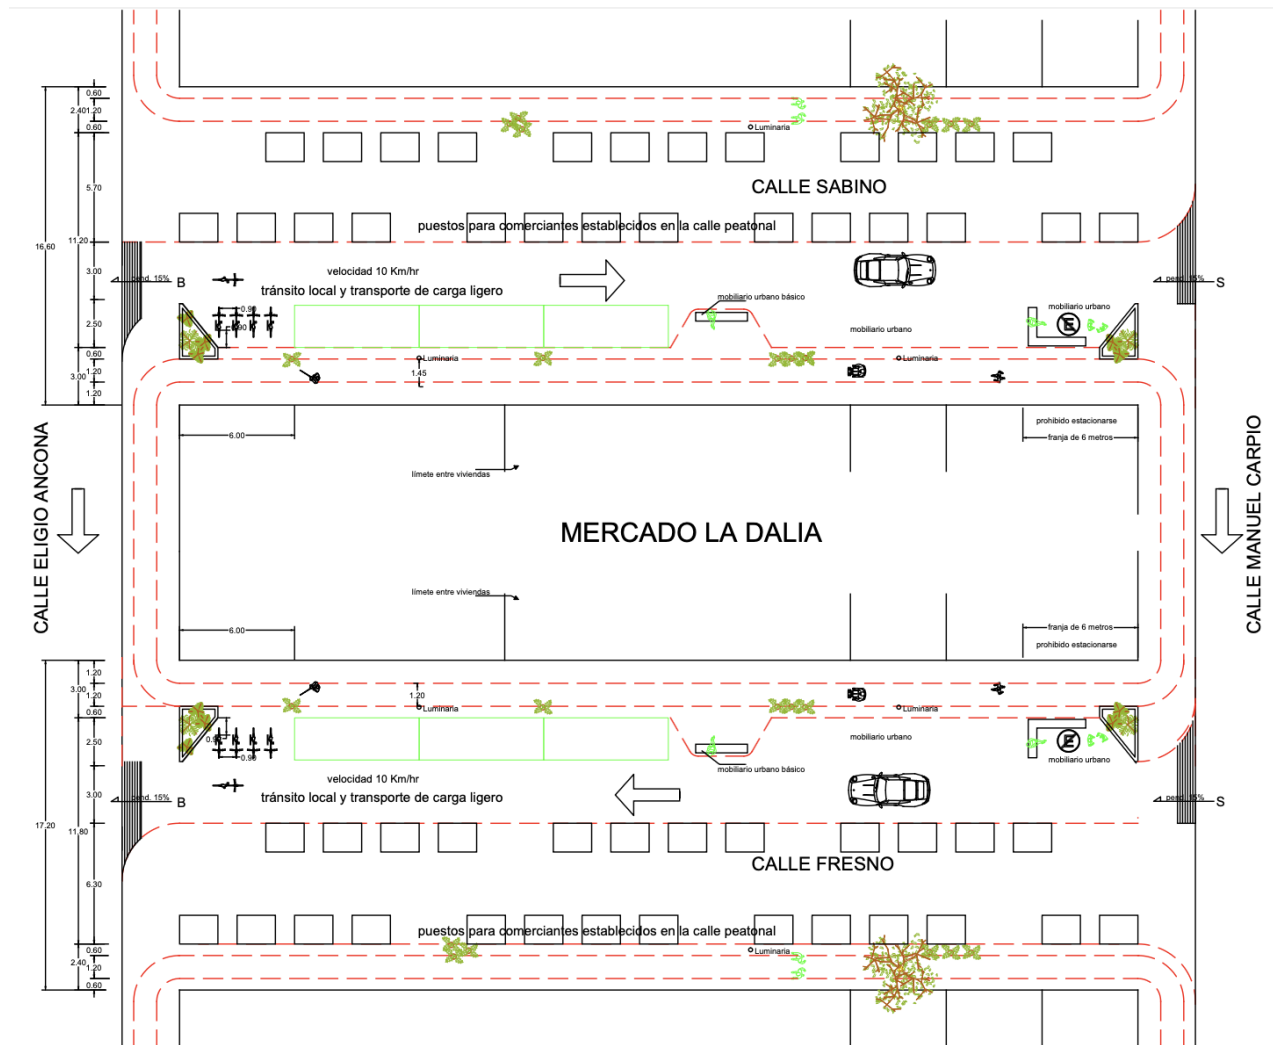 0.60
2.40
1.20
0.60
Luminaria
5.70
CALLE SABINO
puestos para comerciantes establecidos en la calle peatonal
16.60
11.20
3.00
pend. 15%
B
velocidad 10 Km/hr
tránsito local y transporte de carga ligero
pend. 15%
S
mobiliario urbano básico
mobiliario urbano
mobiliario urbano
E
2.50
0.90
0.90
0.60
Luminaria
Luminaria
3.00
1.20
1.45
1.20
6.00
prohibido estacionarse
franja de 6 metros
límete entre viviendas
CALLE ELIGIO ANCONA
MERCADO LA DALIA
CALLE MANUEL CARPIO
límete entre viviendas
6.00
franja de 6 metros
prohibido estacionarse
1.20
3.00
1.20
1.20
0.60
Luminaria
Luminaria
2.50
0.90
0.90
mobiliario urbano
E
mobiliario urbano
mobiliario urbano básico
velocidad 10 Km/hr
tránsito local y transporte de carga ligero
3.00
pend. 15%
B
pend. 15%
S
17.20
11.80
CALLE FRESNO
6.30
puestos para comerciantes establecidos en la calle peatonal
0.60
Luminaria
2.40
1.20
0.60